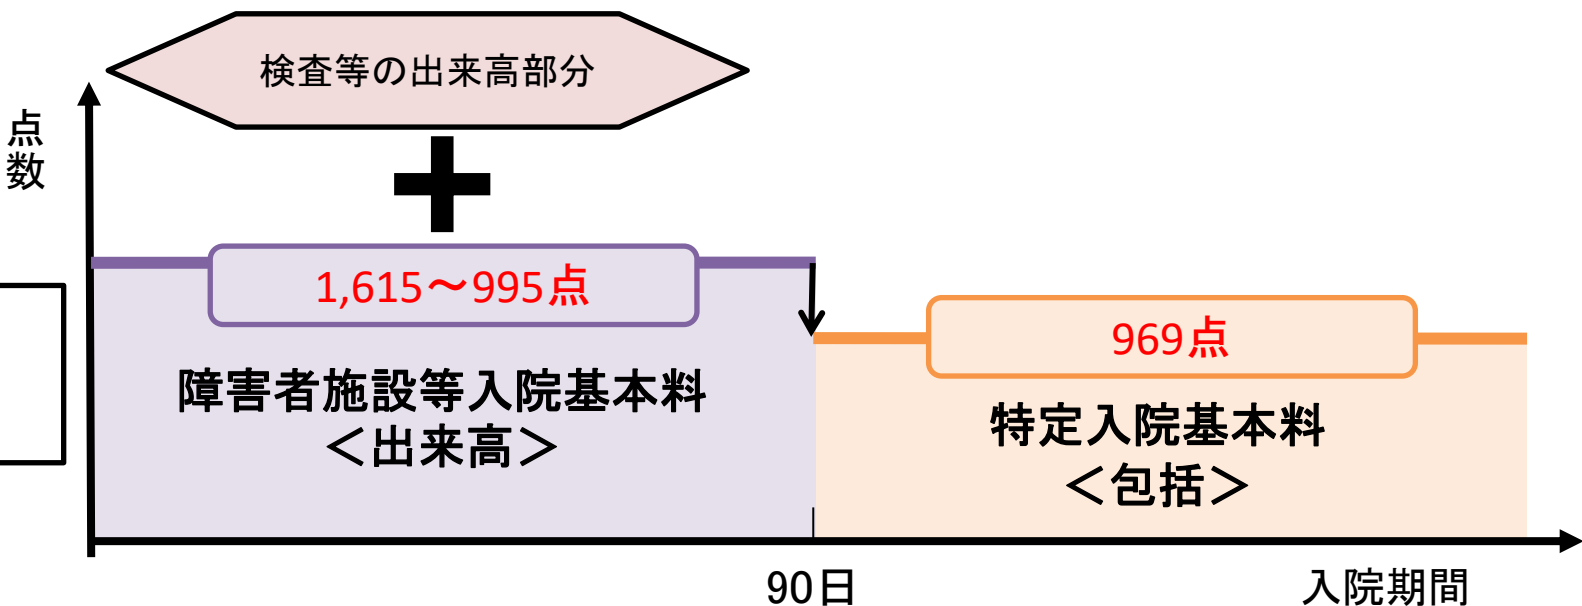 検査等の出来高部分
点
数
1,615～995点
969点
障害者施設等入院基本料
＜出来高＞
特定入院基本料
＜包括＞
90日
入院期間